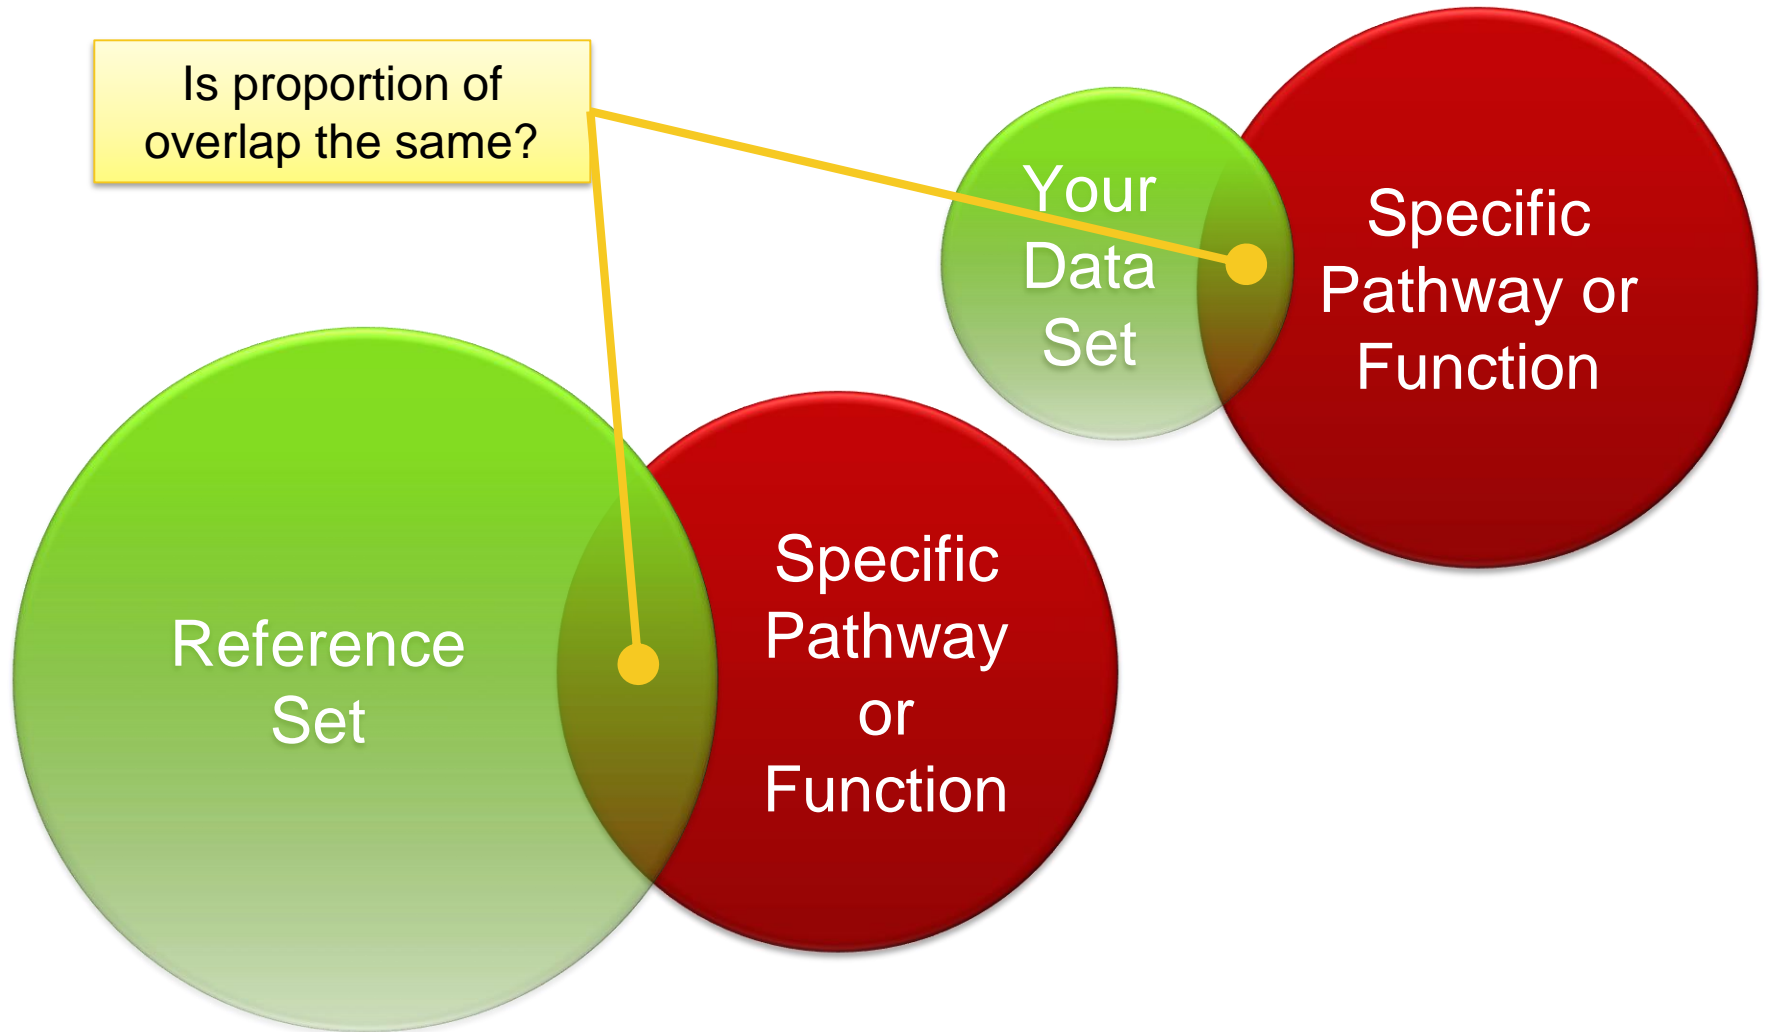 Is proportion of
overlap the same?
Your
Data
Set
Specific
Pathway or
Function
Reference
Set
Specific
Pathway
or
Function